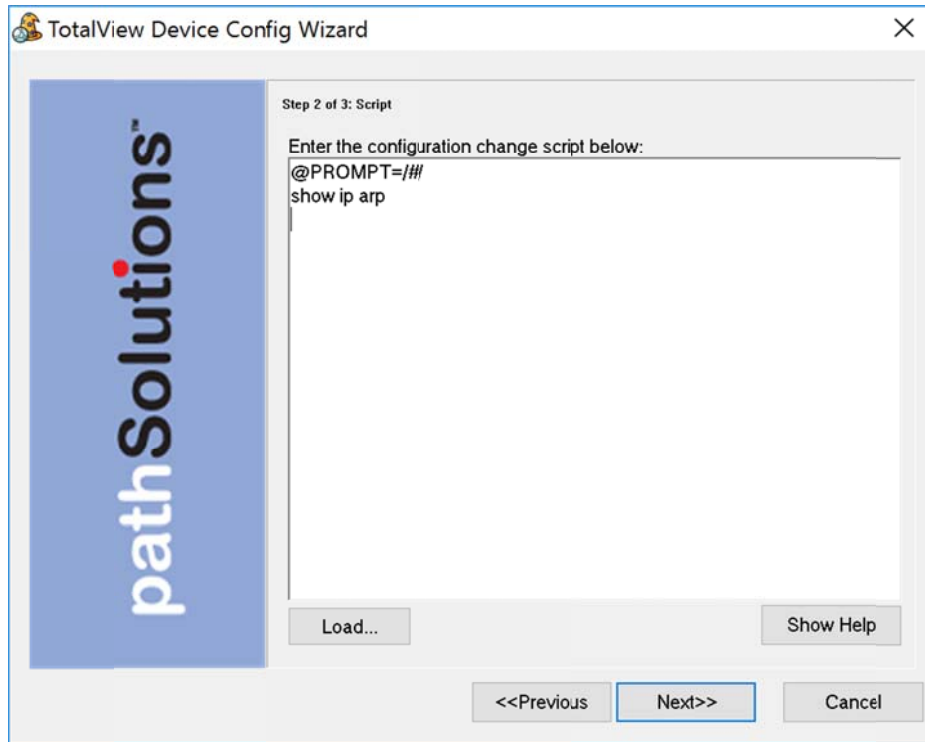 TotalView Device Config Wizard
pathSolutions™
Step 2 of 3: Script
Enter the configuration change script below:
@PROMPT=/#/
show ip arp
Load...
Show Help
<<Previous
Next>>
Cancel